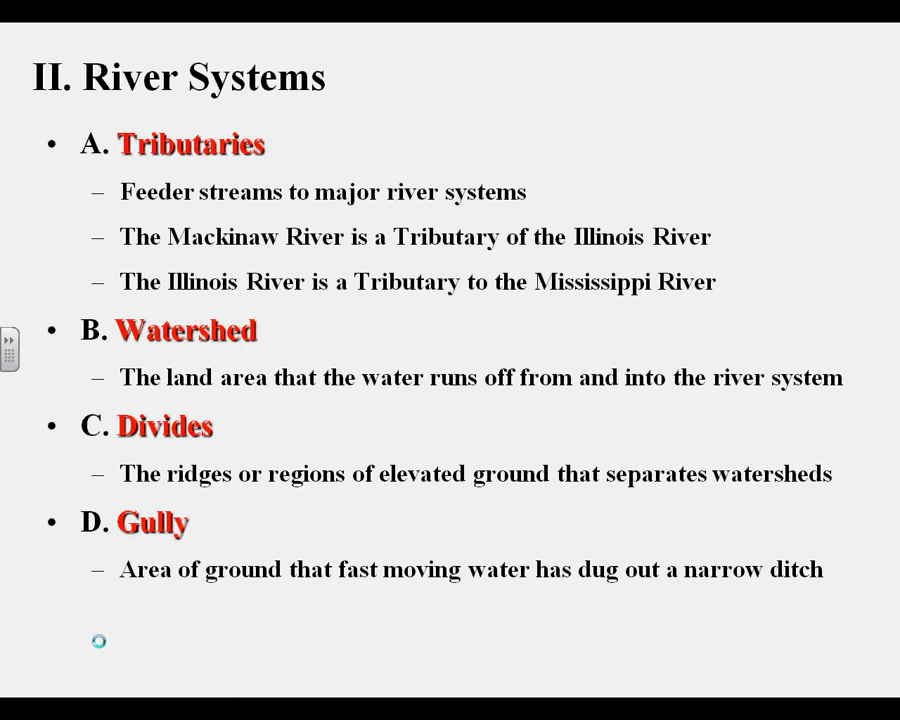 II. River Systems
• A. Tributaries
– Feeder streams to major river systems
– The Mackinaw River is a Tributary of the Illinois River
– The Illinois River is a Tributary to the Mississippi River
• B. Watershed
– The land area that the water runs off from and into the river system
• C. Divides
– The ridges or regions of elevated ground that separates watersheds
• D. Gully
– Area of ground that fast moving water has dug out a narrow ditch